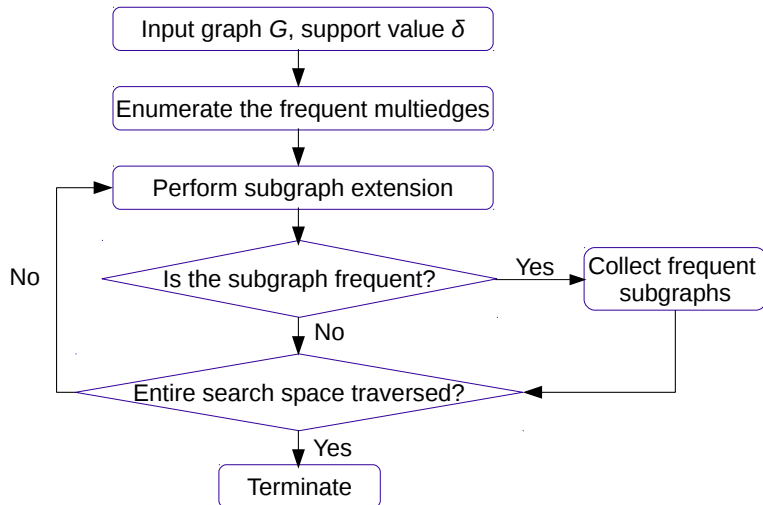 Input graph G, support value δ
Enumerate the frequent multiedges
Perform subgraph extension
No
Is the subgraph frequent?
Yes
Collect frequent
subgraphs
No
Entire search space traversed?
Yes
Terminate